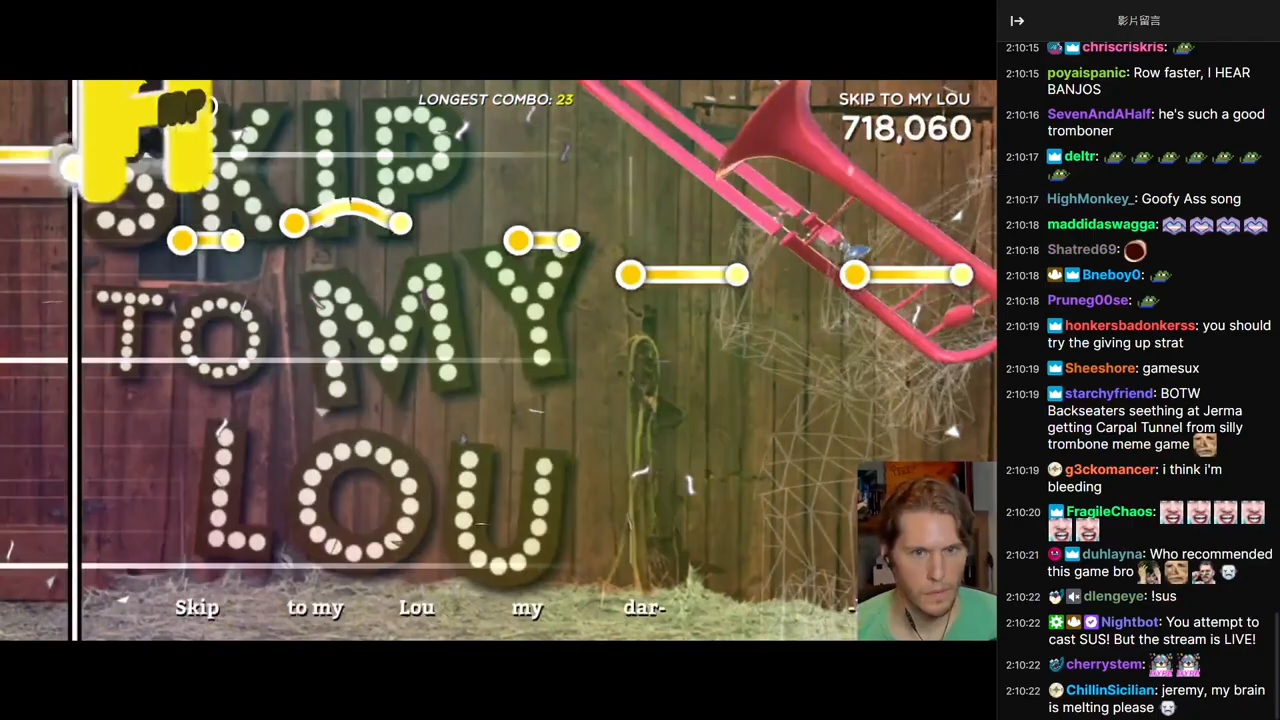 LONGEST COMBO: 23
SKIP TO MY LOU
718,060
SKIP
TO MY
LOU
Skip to my Lou my dar-
影片留言
2:10:15 chriscriskris:
2:10:15 poyaispanic: Row faster, I HEAR
BANJOS
2:10:16 SevenAndAHalf: he's such a good
tromboner
2:10:17 deltr:
2:10:17 HighMonkey_: Goofy Ass song
2:10:18 maddidaswagga:
2:10:18 Shatred69:
2:10:18 Bneboy0:
2:10:18 Pruneg00se:
2:10:19 honkersbadonkerss: you should
try the giving up strat
2:10:19 Sheeshore: gamesux
2:10:19 starchyfriend: BOTW
Backseaters seething at Jerma
getting Carpal Tunnel from silly
trombone meme game
2:10:19 g3ckomancer: i think i'm
bleeding
2:10:20 FragileChaos:
2:10:21 duhlayna: Who recommended
this game bro
2:10:22 dlengeye: !sus
2:10:22 Nightbot: You attempt to
cast SUS! But the stream is LIVE!
2:10:22 cherrystem:
2:10:22 ChillinSicilian: jeremy, my brain
is melting please